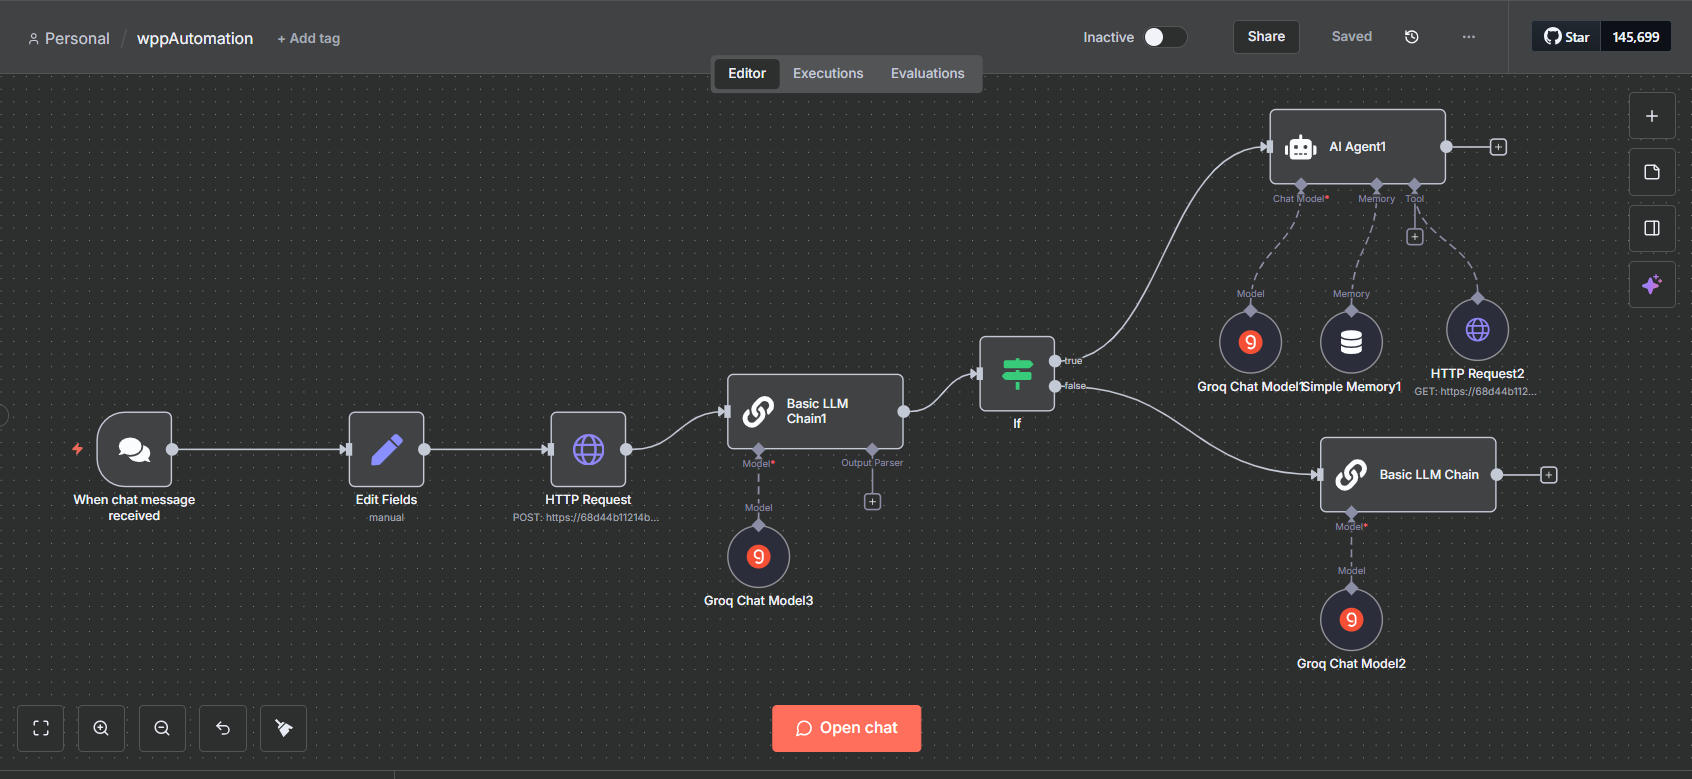 Personal / wppAutomation + Add tag
Inactive
Share
Saved
Star 145,699
Editor Executions Evaluations
AI Agent1
Chat Model*
Memory
Tool
Model
Memory
Groq Chat Model1
Simple Memory1
HTTP Request2
GET: https://68d44b112...
true
false
If
Basic LLM
Chain1
Model*
Output Parser
Model
Groq Chat Model3
When chat message
received
Edit Fields
manual
HTTP Request
POST: https://68d44b11214b...
Basic LLM Chain
Model*
Model
Groq Chat Model2
Open chat